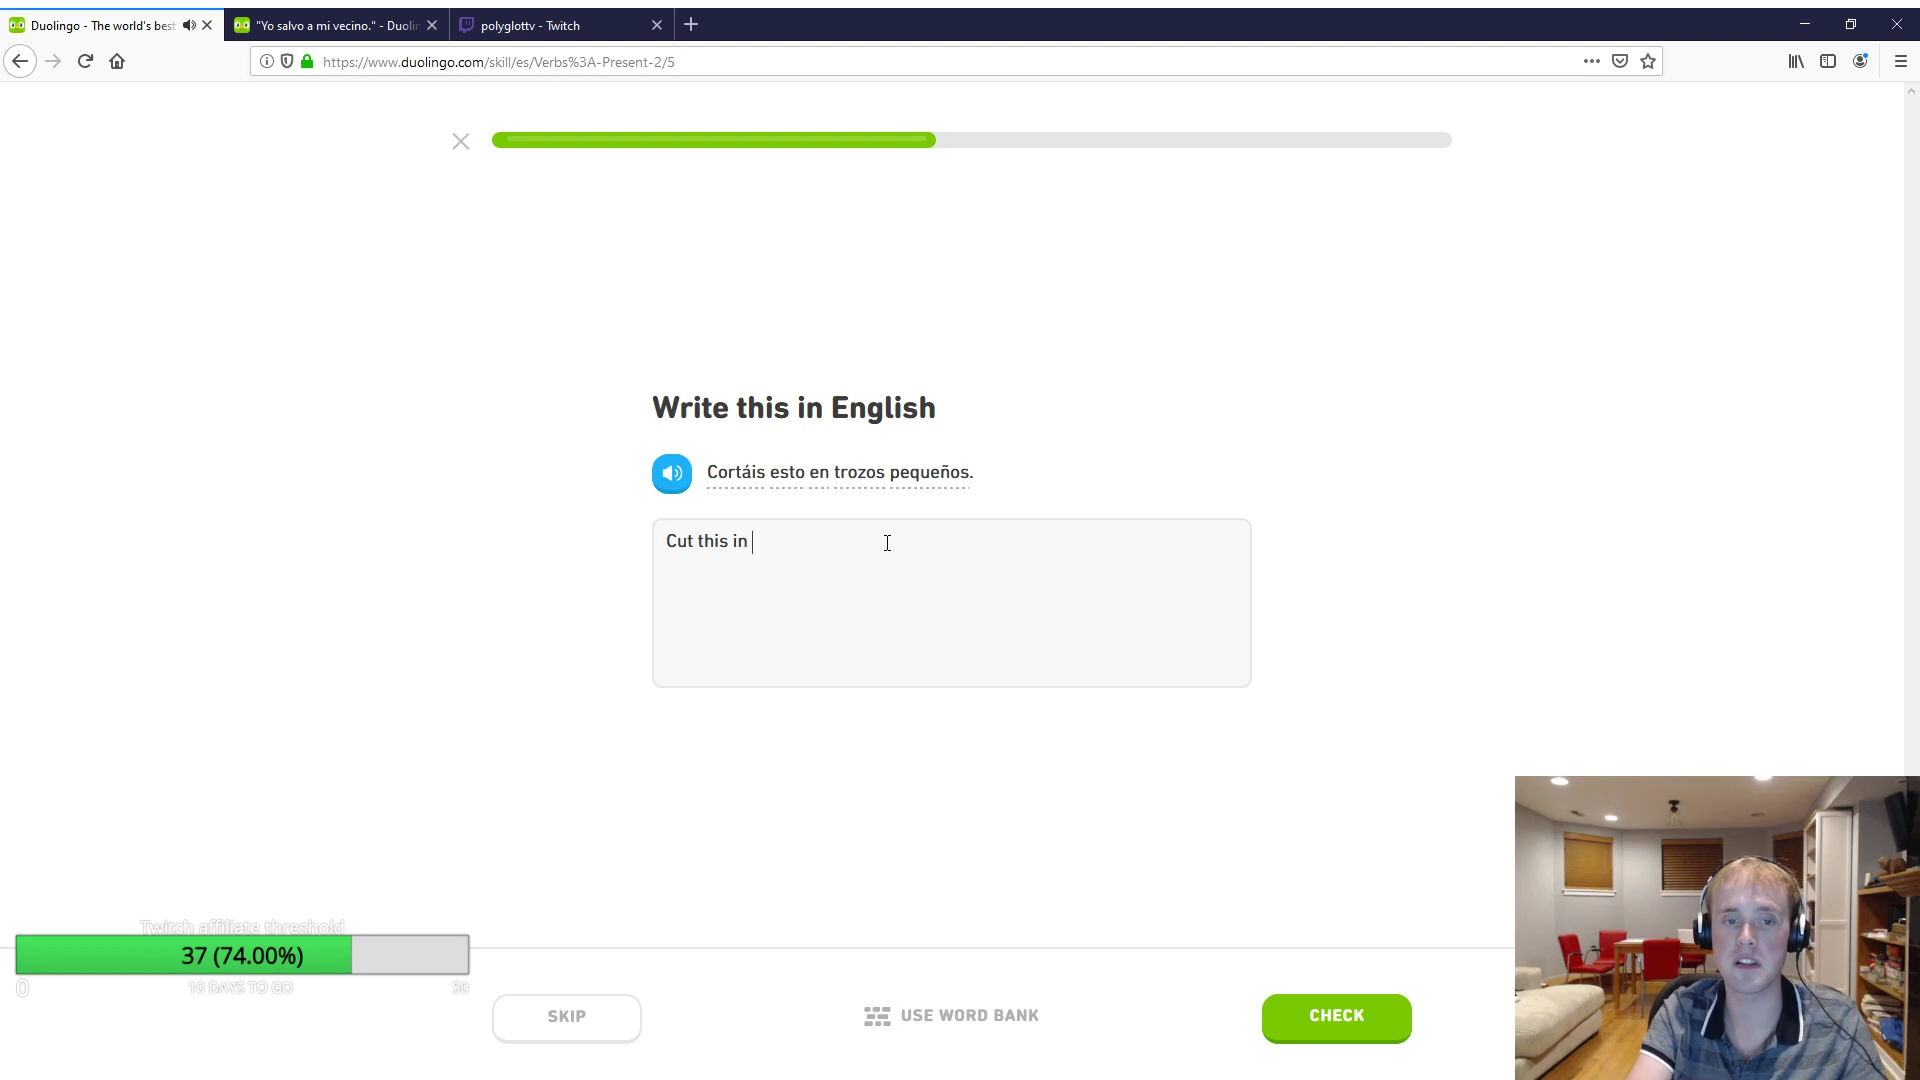 Duolingo - The world's best
"Yo salvo a mi vecino." - Duolin
polyglottv - Twitch
https://www.duolingo.com/skill/es/Verbs%3A-Present-2/5
Write this in English
Cortáis esto en trozos pequeños.
Cut this in
Twitch affiliate threshold
37 (74.00%)
0
10 DAYS TO GO
50
SKIP
USE WORD BANK
CHECK